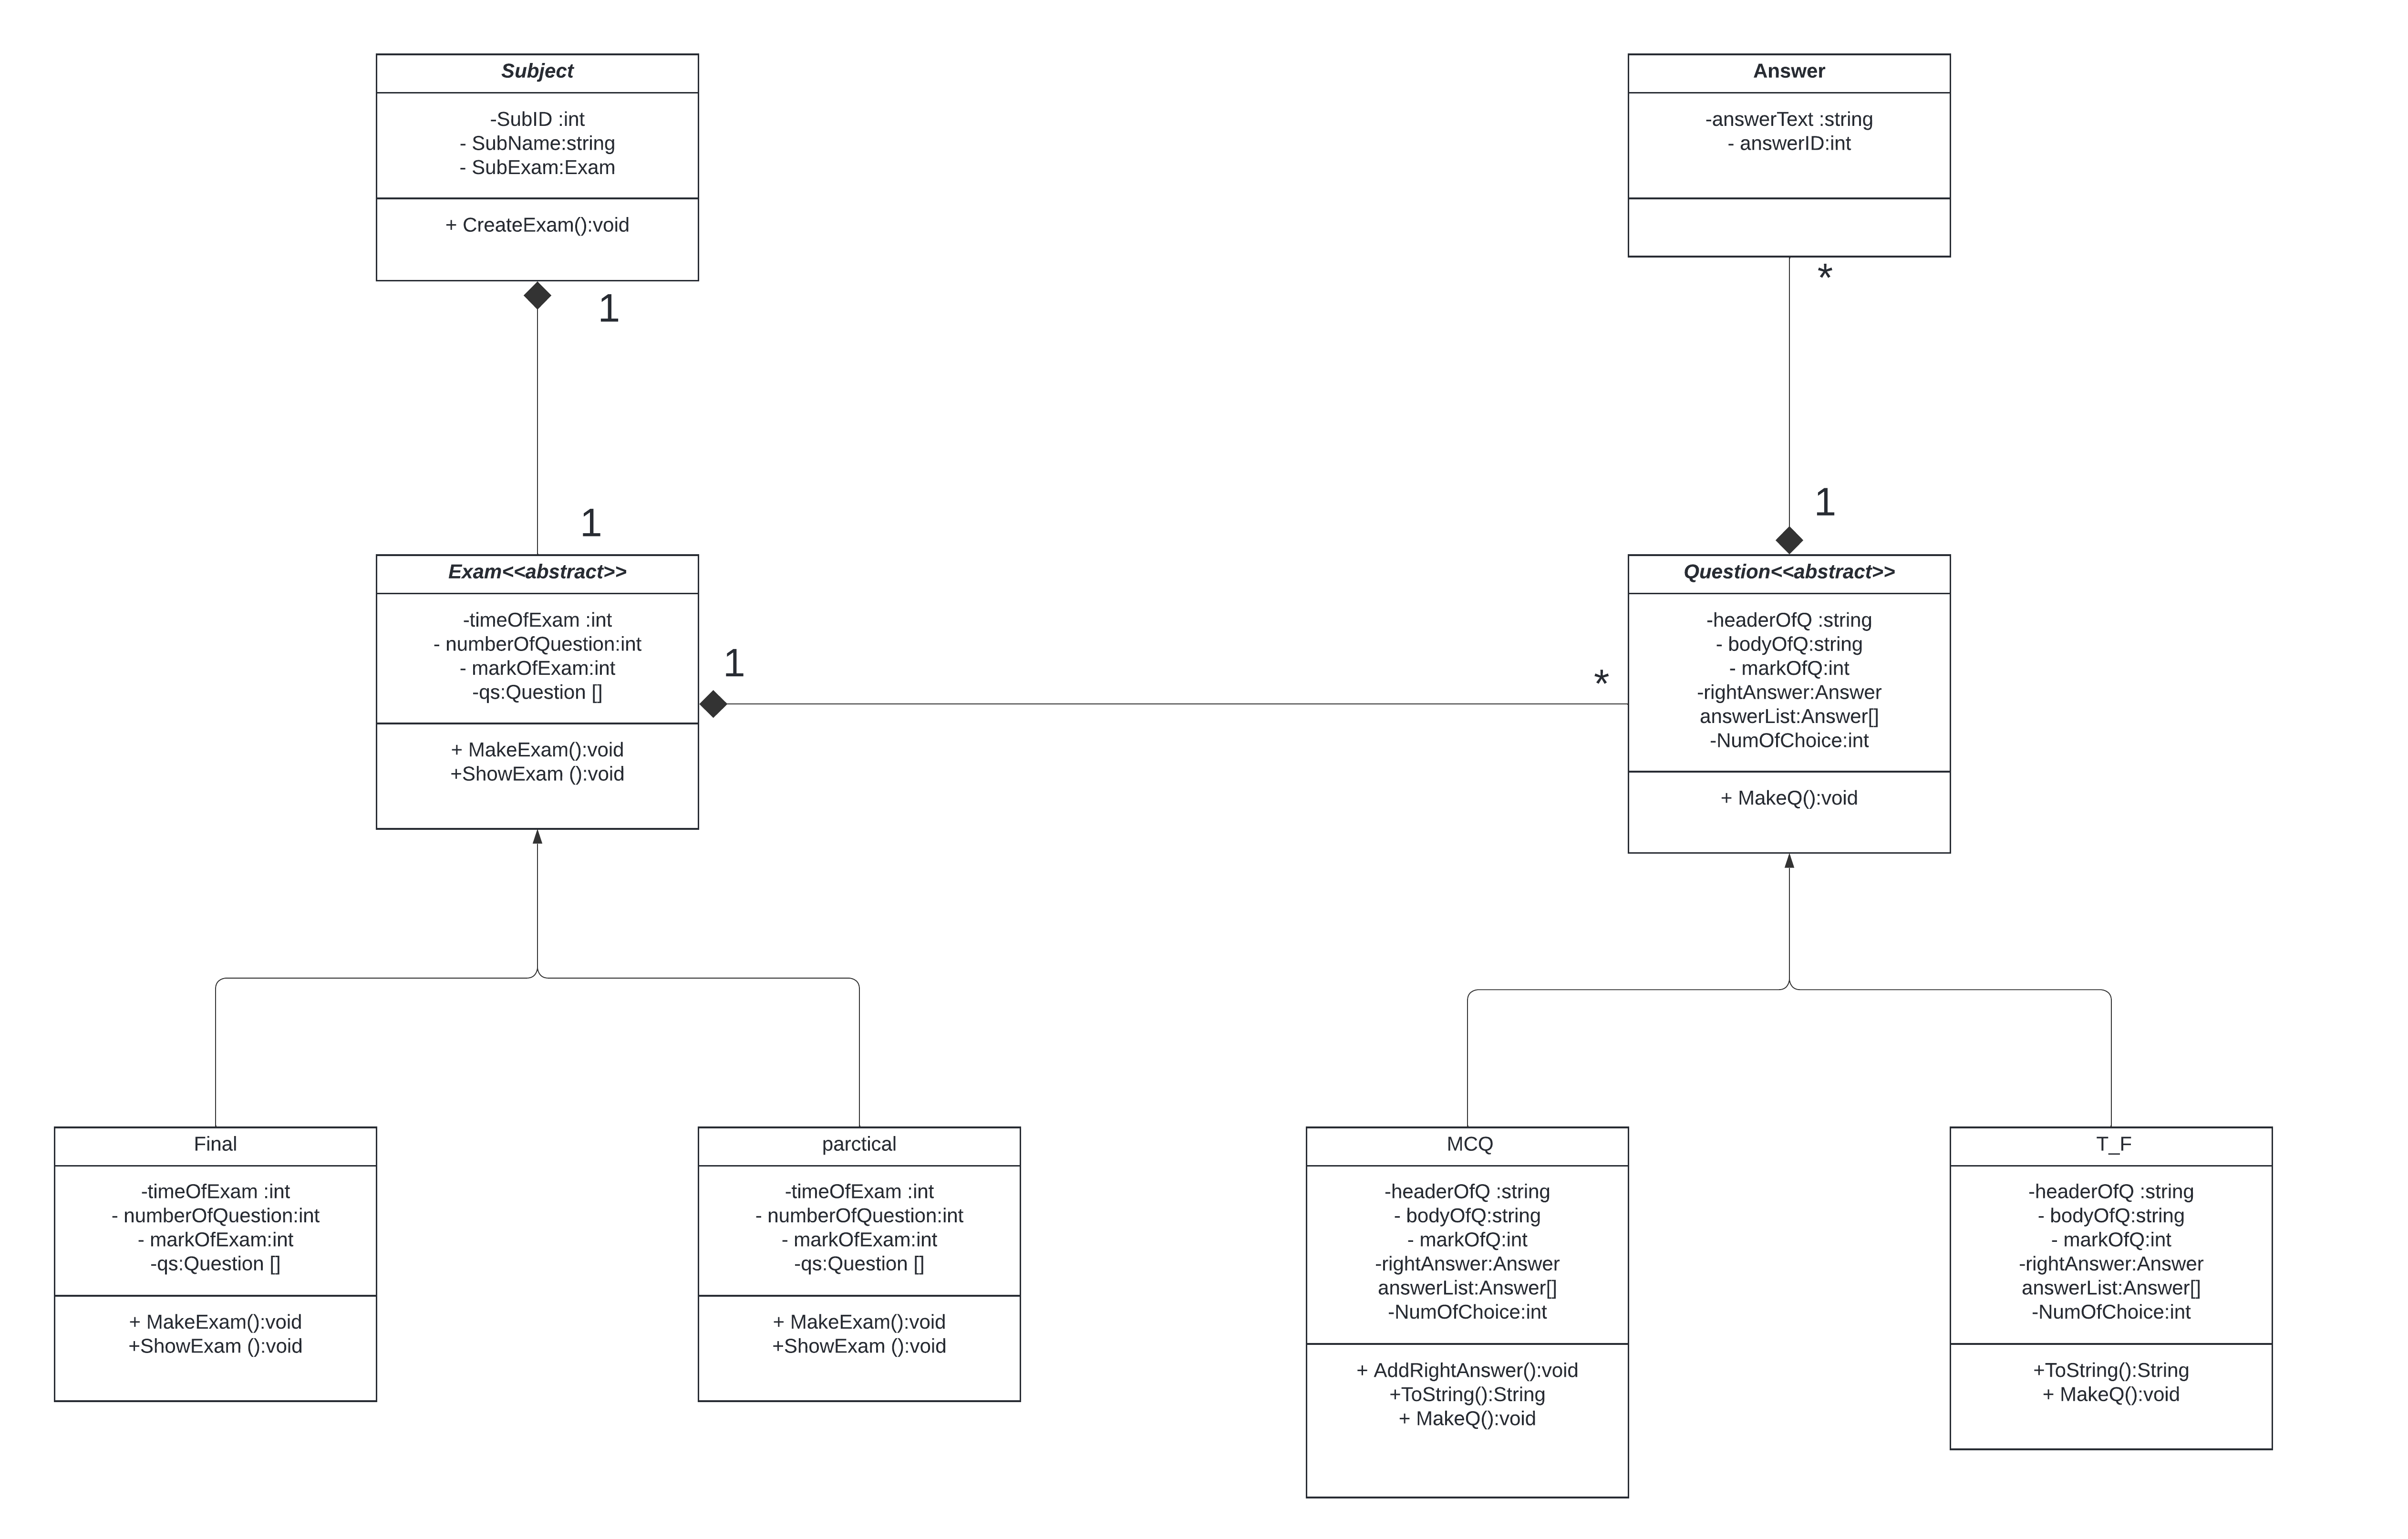 Subject
-SubID :int
- SubName:string
- SubExam:Exam
+ CreateExam():void
1
Answer
-answerText :string
- answerID:int
*
1
Exam<<abstract>>
-timeOfExam :int
- numberOfQuestion:int
- markOfExam:int
-qs:Question []
+ MakeExam():void
+ShowExam ():void
1
*
1
Question<<abstract>>
-headerOfQ :string
- bodyOfQ:string
- markOfQ:int
-rightAnswer:Answer
answerList:Answer[]
-NumOfChoice:int
+ MakeQ():void
Final
-timeOfExam :int
- numberOfQuestion:int
- markOfExam:int
-qs:Question []
+ MakeExam():void
+ShowExam ():void
parctical
-timeOfExam :int
- numberOfQuestion:int
- markOfExam:int
-qs:Question []
+ MakeExam():void
+ShowExam ():void
MCQ
-headerOfQ :string
- bodyOfQ:string
- markOfQ:int
-rightAnswer:Answer
answerList:Answer[]
-NumOfChoice:int
+ AddRightAnswer():void
+ToString():String
+ MakeQ():void
T_F
-headerOfQ :string
- bodyOfQ:string
- markOfQ:int
-rightAnswer:Answer
answerList:Answer[]
-NumOfChoice:int
+ToString():String
+ MakeQ():void